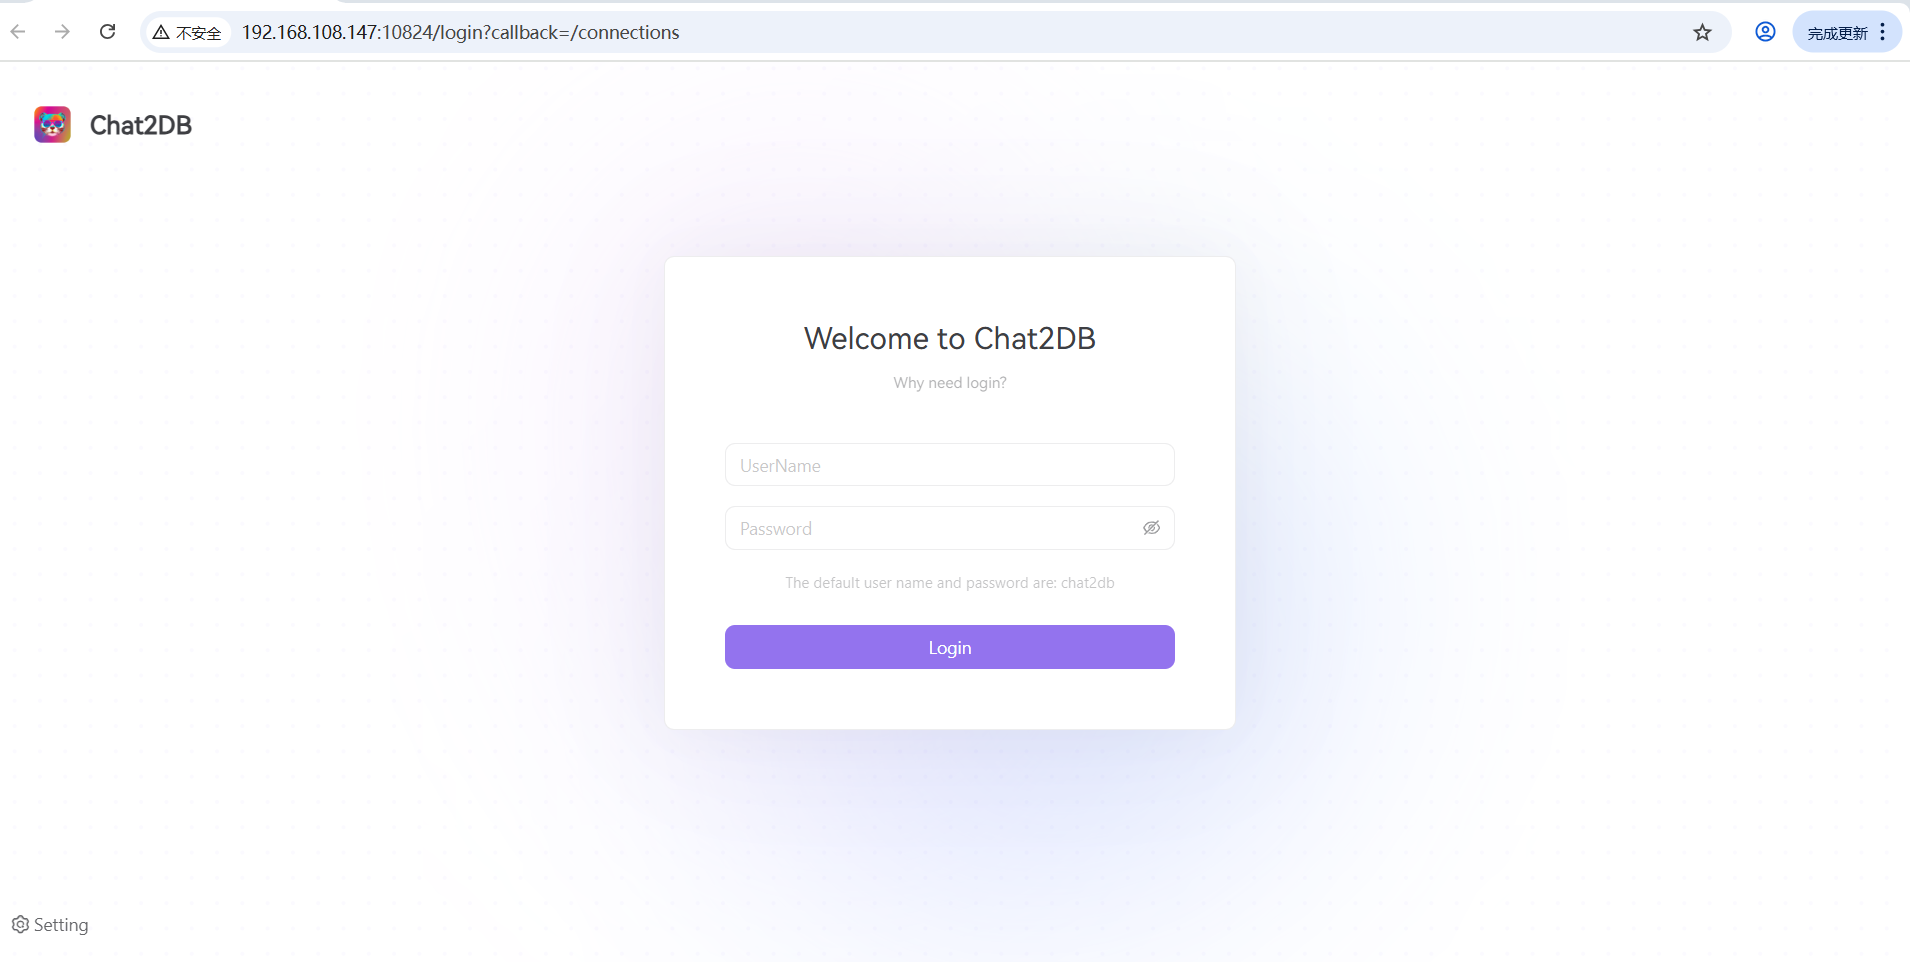 不安全
192.168.108.147:10824/login?callback=/connections
完成更新
Chat2DB
Welcome to Chat2DB
Why need login?
UserName
Password
The default user name and password are: chat2db
Login
Setting